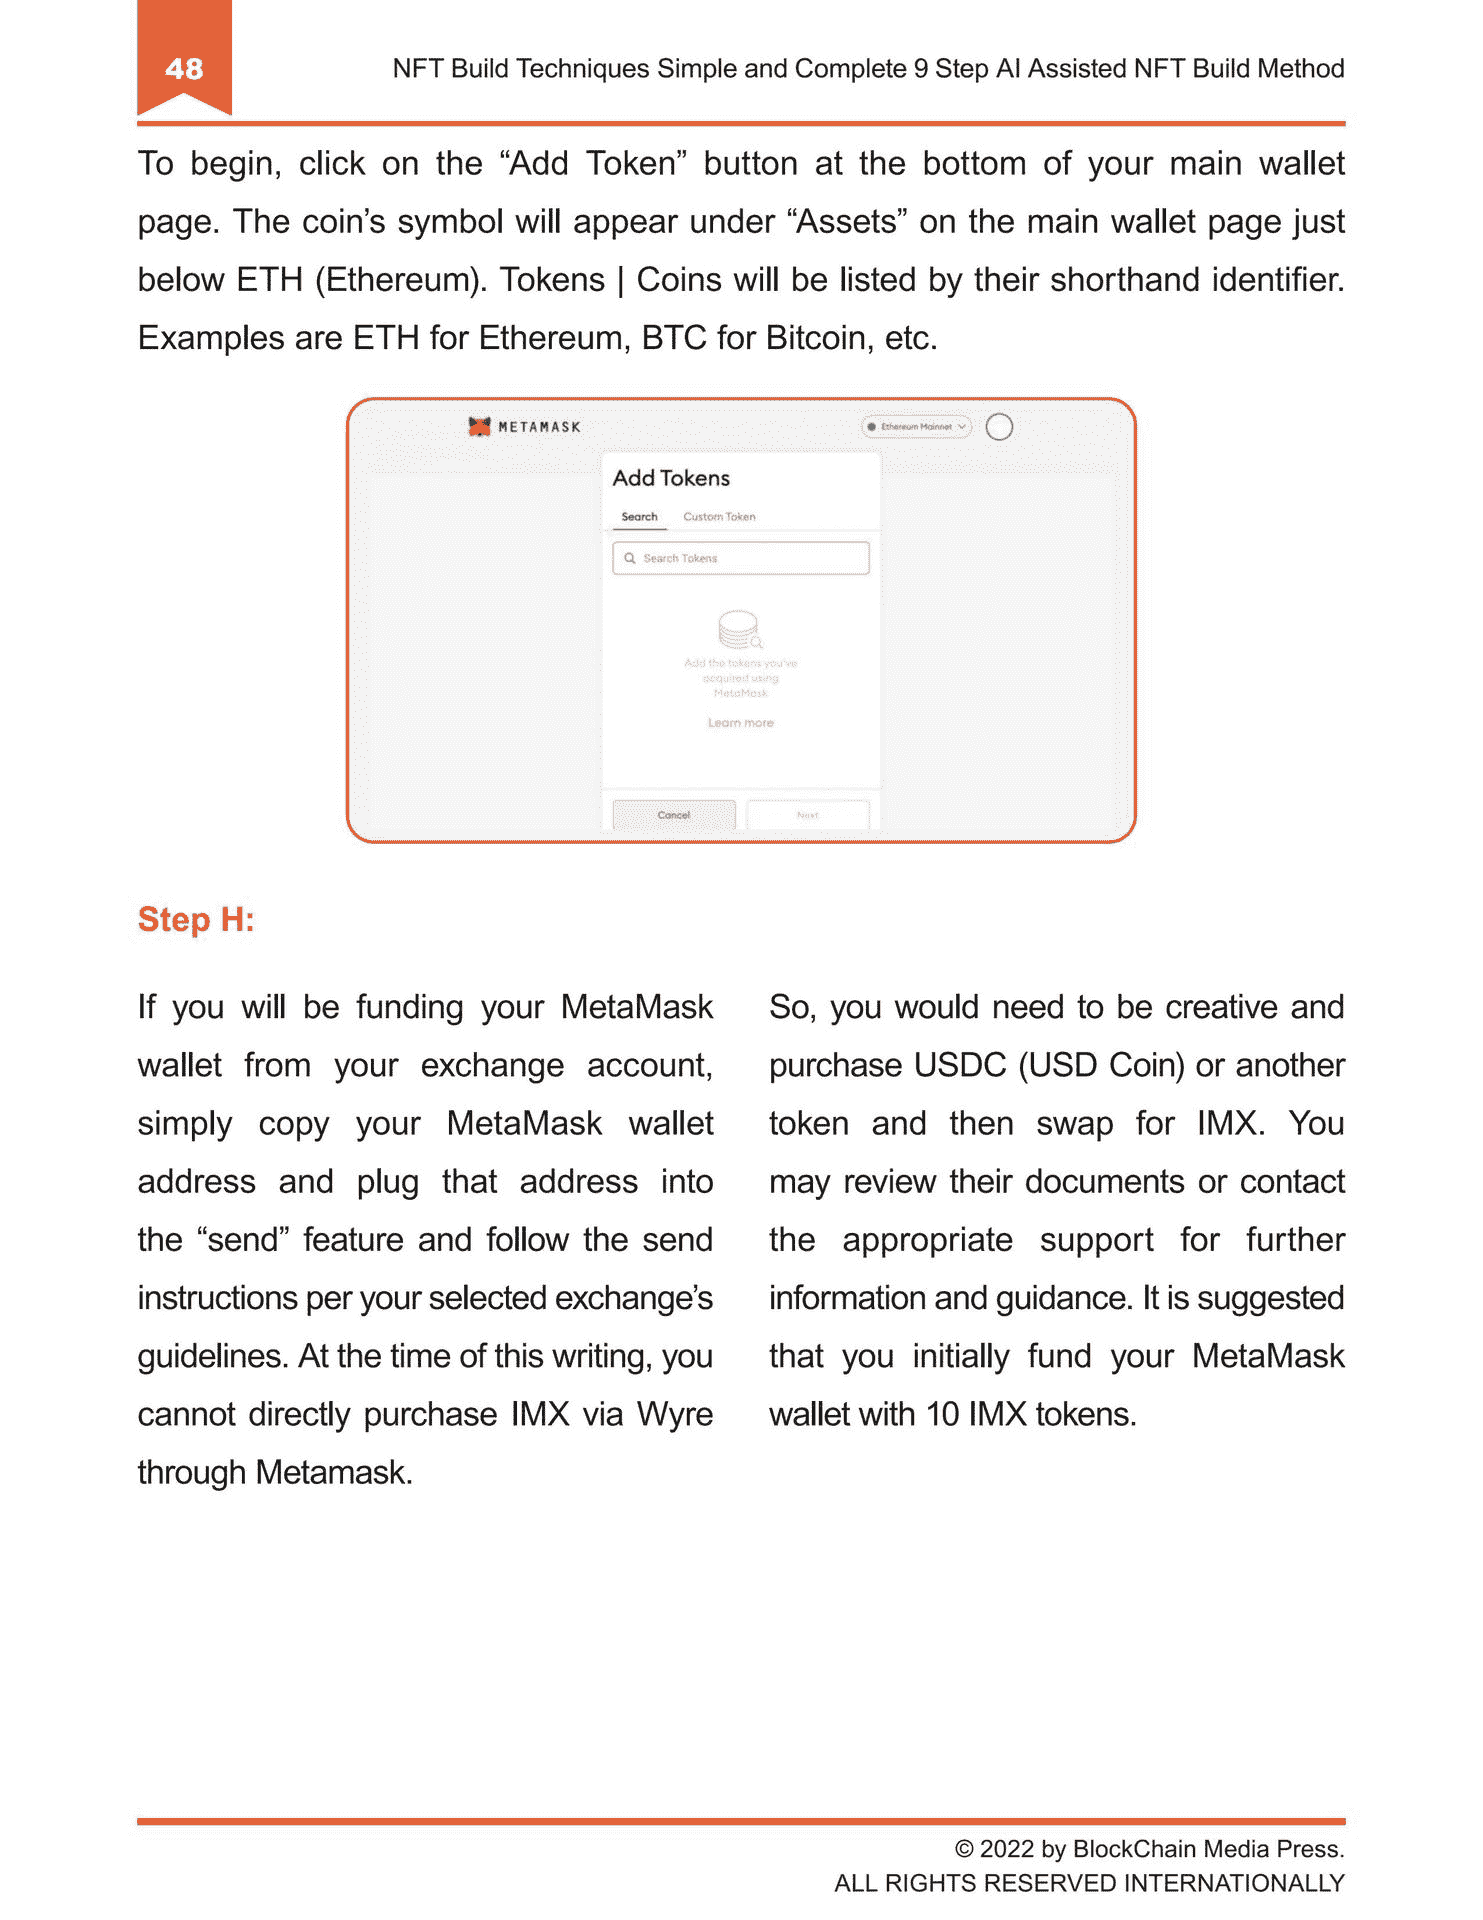 48
NFT Build Techniques Simple and Complete 9 Step AI Assisted NFT Build Method
To begin, click on the “Add Token” button at the bottom of your main wallet
page. The coin’s symbol will appear under “Assets” on the main wallet page just
below ETH (Ethereum). Tokens | Coins will be listed by their shorthand identifier.
Examples are ETH for Ethereum, BTC for Bitcoin, etc.
METAMASK
Ethereum Mainnet
Add Tokens
Search Custom Token
Search Tokens
Add the tokens you've
acquired using
MetaMask
Learn more
Cancel Next
Step H:
If you will be funding your MetaMask
wallet from your exchange account,
simply copy your MetaMask wallet
address and plug that address into
the “send” feature and follow the send
instructions per your selected exchange’s
guidelines. At the time of this writing, you
cannot directly purchase IMX via Wyre
through Metamask.
So, you would need to be creative and
purchase USDC (USD Coin) or another
token and then swap for IMX. You
may review their documents or contact
the appropriate support for further
information and guidance. It is suggested
that you initially fund your MetaMask
wallet with 10 IMX tokens.
© 2022 by BlockChain Media Press.
ALL RIGHTS RESERVED INTERNATIONALLY